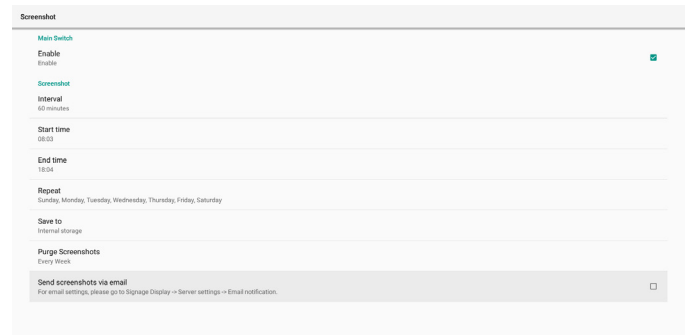 Screenshot
Main Switch
Enable
Enable
Screenshot
Interval
60 minutes
Start time
08:03
End time
18:04
Repeat
Sunday, Monday, Tuesday, Wednesday, Thursday, Friday, Saturday
Save to
Internal storage
Purge Screenshots
Every Week
Send screenshots via email
For email settings, please go to Signage Display -> Server settings -> Email notification.